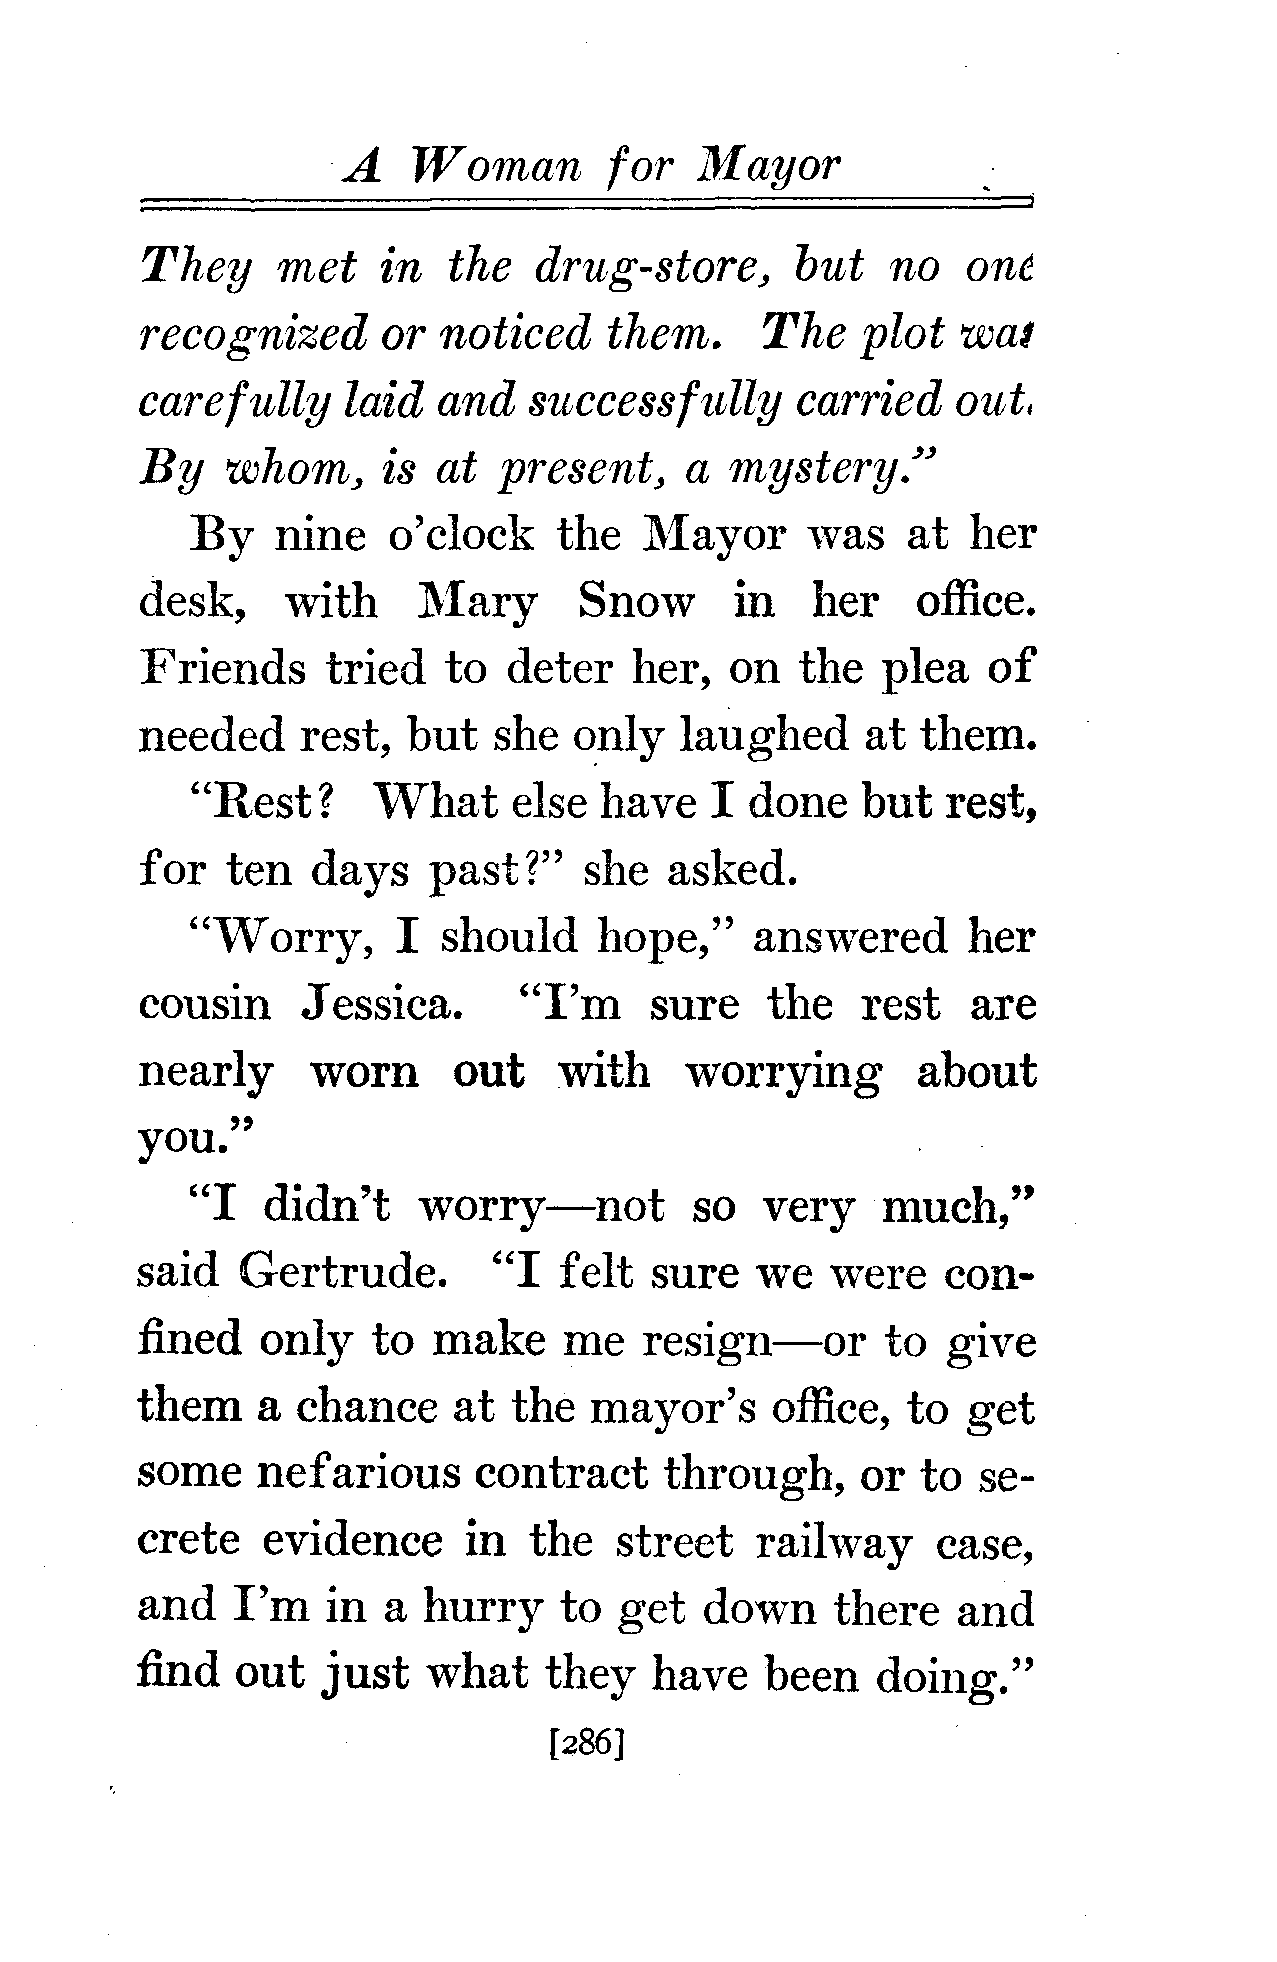 A Woman for Mayor
They met in the drug-store, but no one
recognized or noticed them. The plot was
carefully laid and successfully carried out.
By whom, is at present, a mystery."
By nine o'clock the Mayor was at her
desk, with Mary Snow in her office.
Friends tried to deter her, on the plea of
needed rest, but she only laughed at them.
"Rest? What else have I done but rest,
for ten days past?" she asked.
"Worry, I should hope," answered her
cousin Jessica. "I'm sure the rest are
nearly worn out with worrying about
you."
"I didn't worry—not so very much,"
said Gertrude. "I felt sure we were con-
fined only to make me resign—or to give
them a chance at the mayor's office, to get
some nefarious contract through, or to se-
crete evidence in the street railway case,
and I'm in a hurry to get down there and
find out just what they have been doing."
[286]